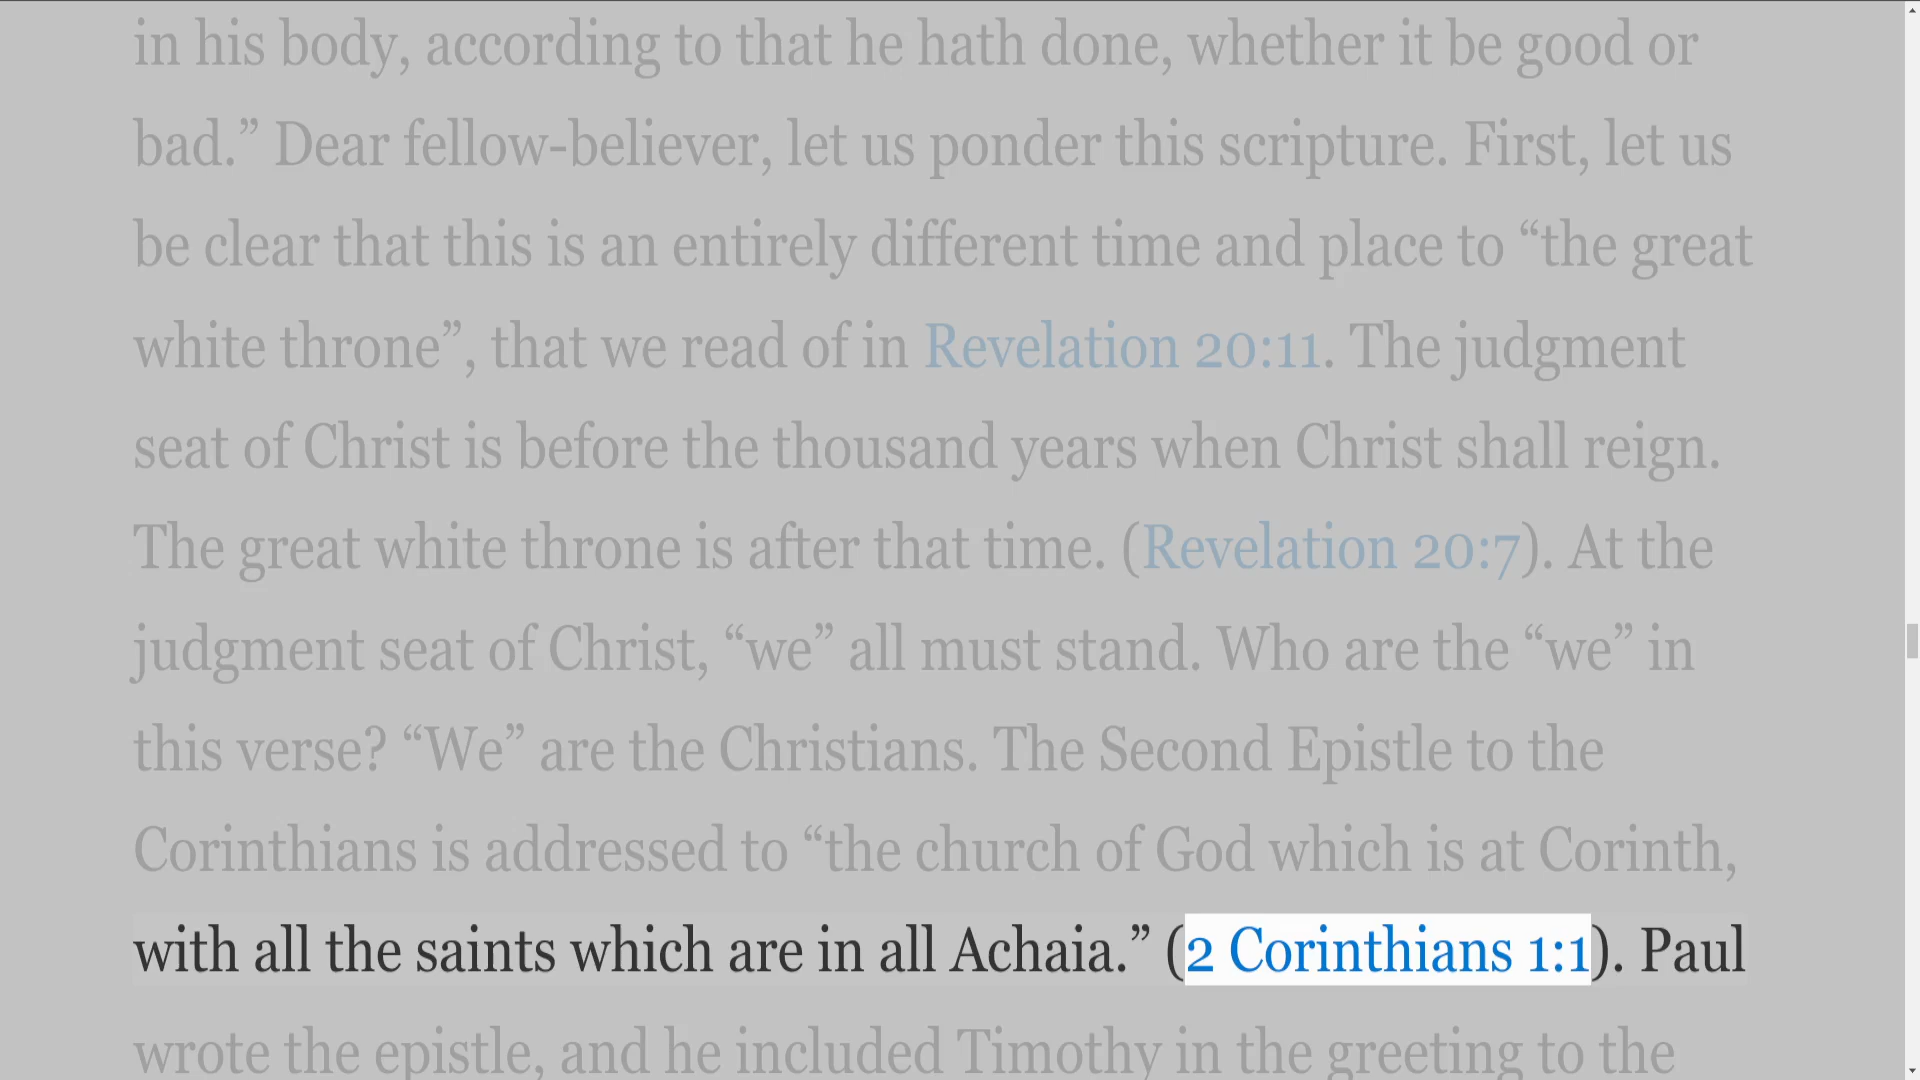 in his body, according to that he hath done, whether it be good or
bad.” Dear fellow-believer, let us ponder this scripture. First, let us
be clear that this is an entirely different time and place to “the great
white throne”, that we read of in Revelation 20:11. The judgment
seat of Christ is before the thousand years when Christ shall reign.
The great white throne is after that time. (Revelation 20:7). At the
judgment seat of Christ, “we” all must stand. Who are the “we” in
this verse? “We” are the Christians. The Second Epistle to the
Corinthians is addressed to “the church of God which is at Corinth,
with all the saints which are in all Achaia.” (2 Corinthians 1:1). Paul
wrote the epistle, and he included Timothy in the greeting to the